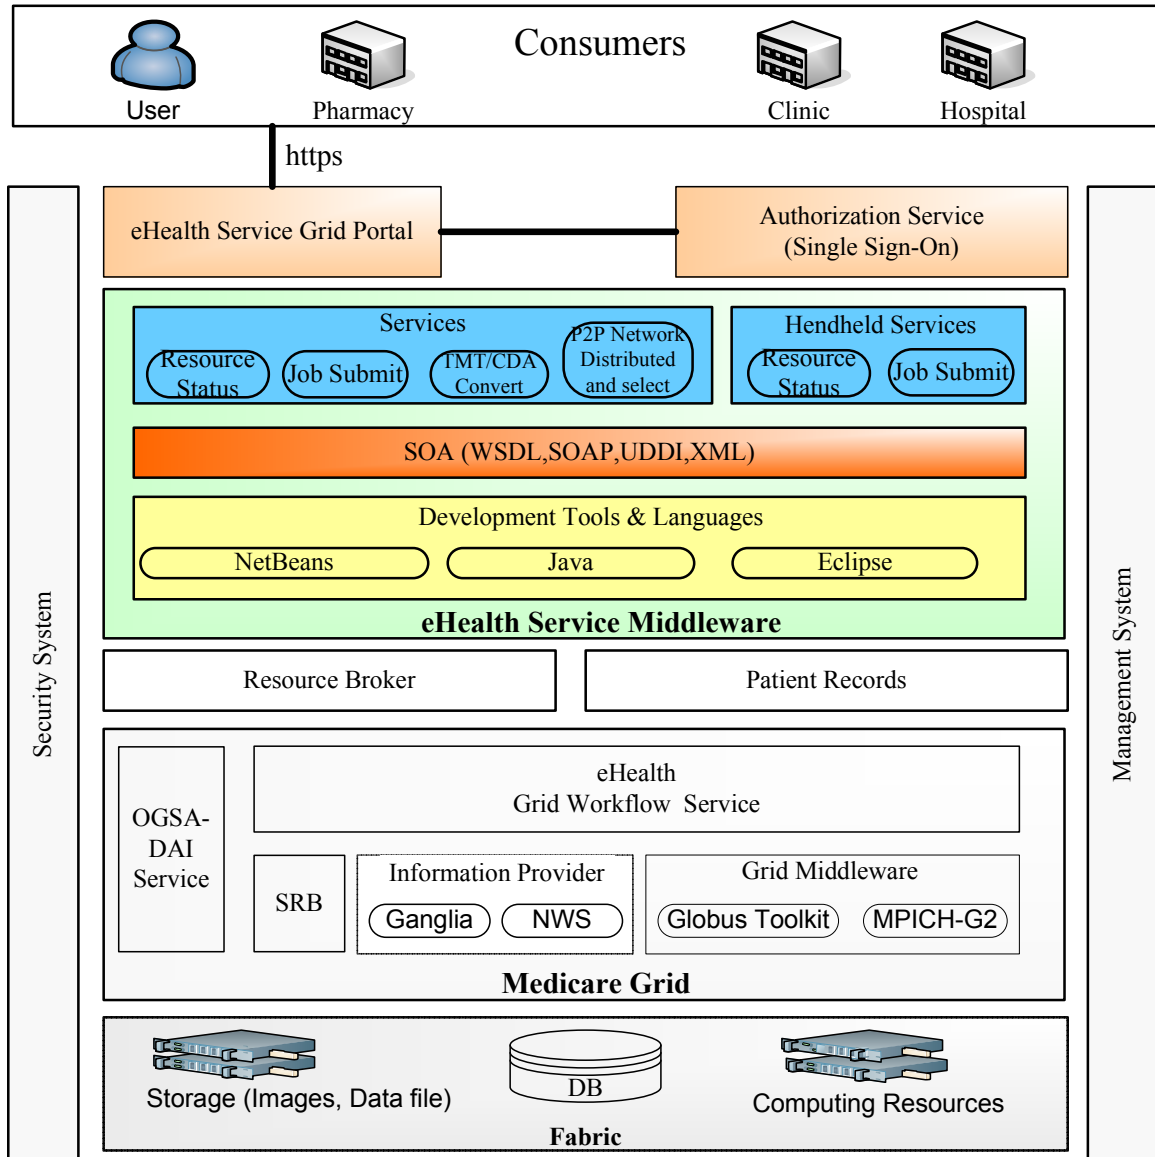 Consumers
User
Pharmacy
Clinic
Hospital
https
eHealth Service Grid Portal
Authorization Service
(Single Sign-On)
Security System
Management System
Services
Resource
Status
Job Submit
TMT/CDA
Convert
P2P Network
Distributed
and select
Hendheld Services
Resource
Status
Job Submit
SOA (WSDL,SOAP,UDDI,XML)
Development Tools & Languages
NetBeans
Java
Eclipse
eHealth Service Middleware
Resource Broker
Patient Records
OGSA-
DAI
Service
eHealth
Grid Workflow Service
SRB
Information Provider
Ganglia
NWS
Grid Middleware
Globus Toolkit
MPICH-G2
Medicare Grid
Storage (Images, Data file)
DB
Computing Resources
Fabric